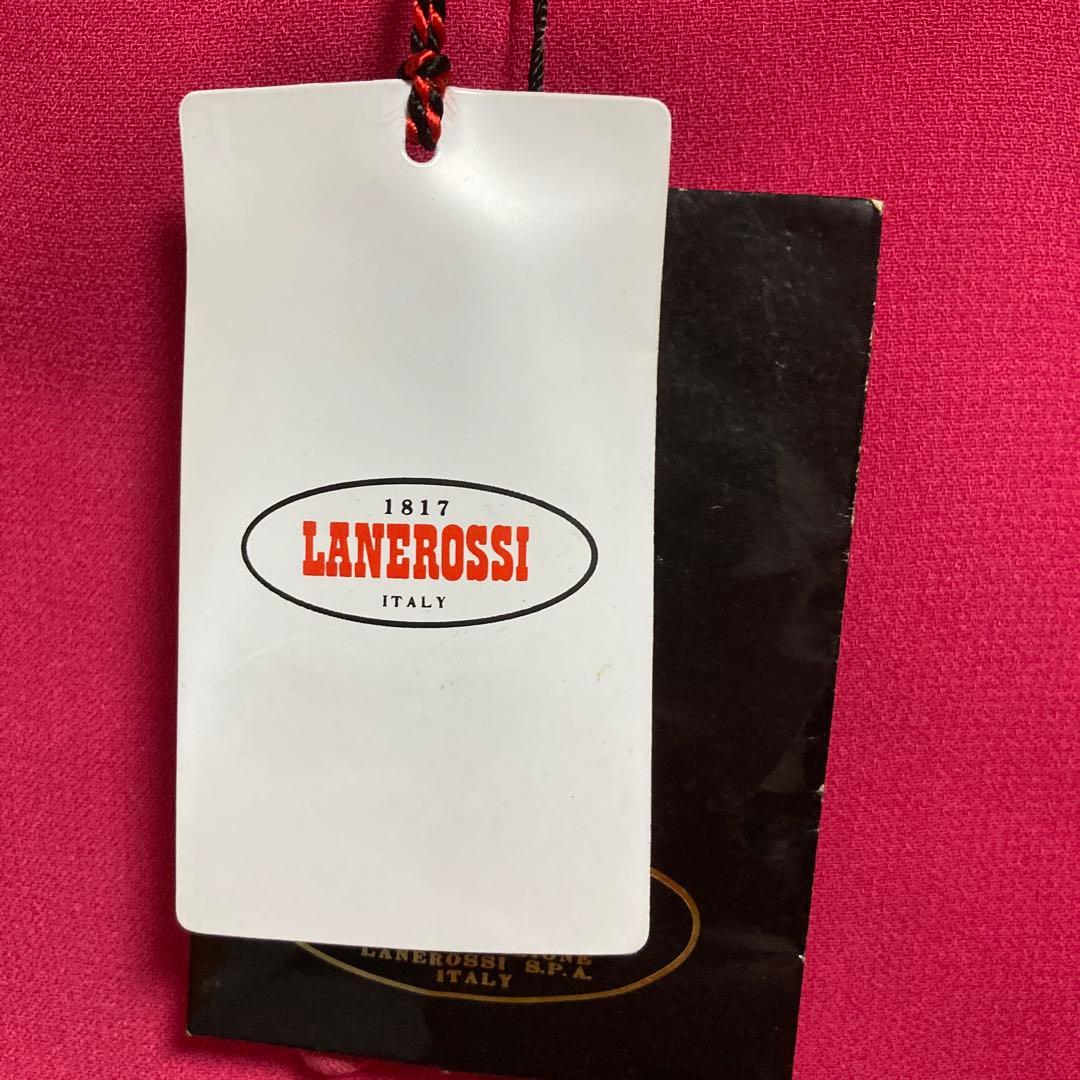 1817
LANEROSSI
ITALY
LANEROSSI
S.P.A.
ITALY